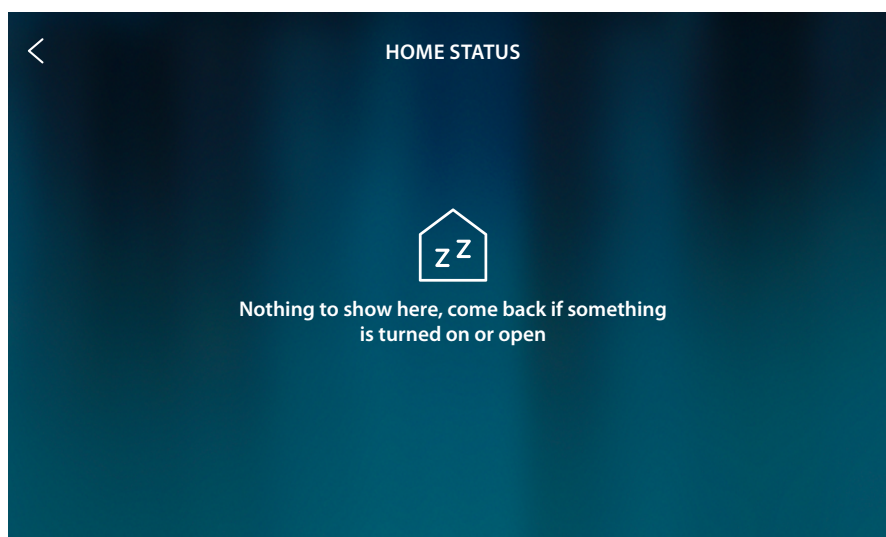 HOME STATUS
z Z
Nothing to show here, come back if something
is turned on or open